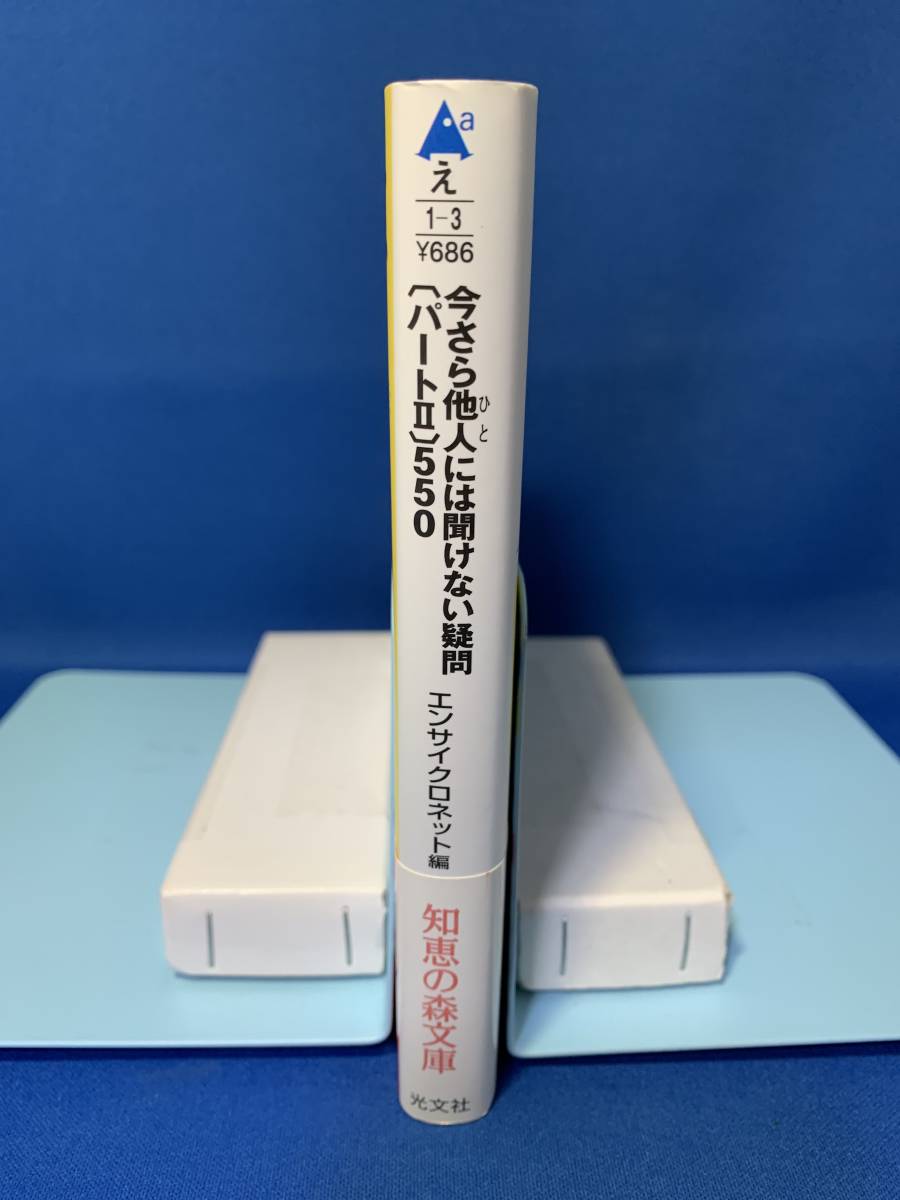 a
え
1-3
¥686
今さら他人には聞けない疑問
ひと
〔パートⅡ〕550
エンサイクロネット編
知恵の森文庫
光文社